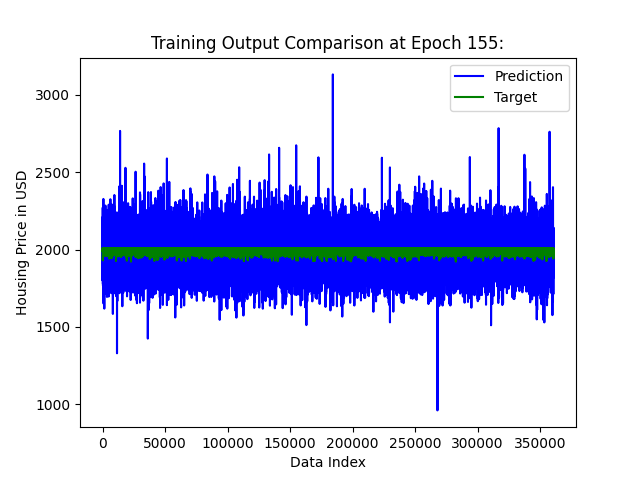 Training Output Comparison at Epoch 155:
Prediction
Target
Housing Price in USD
3000
2500
2000
1500
1000
0 50000 100000 150000 200000 250000 300000 350000
Data Index